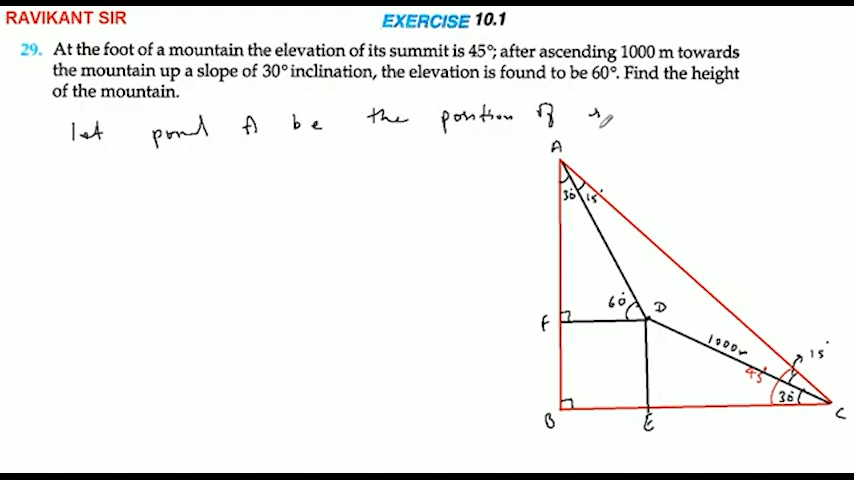 RAVIKANT SIR
EXERCISE 10.1
29. At the foot of a mountain the elevation of its summit is 45°; after ascending 1000 m towards
the mountain up a slope of 30° inclination, the elevation is found to be 60°. Find the height
of the mountain.
let A be the position of
A
30° 15°
60° D
F
1000m
15°
45°
30°
B E C